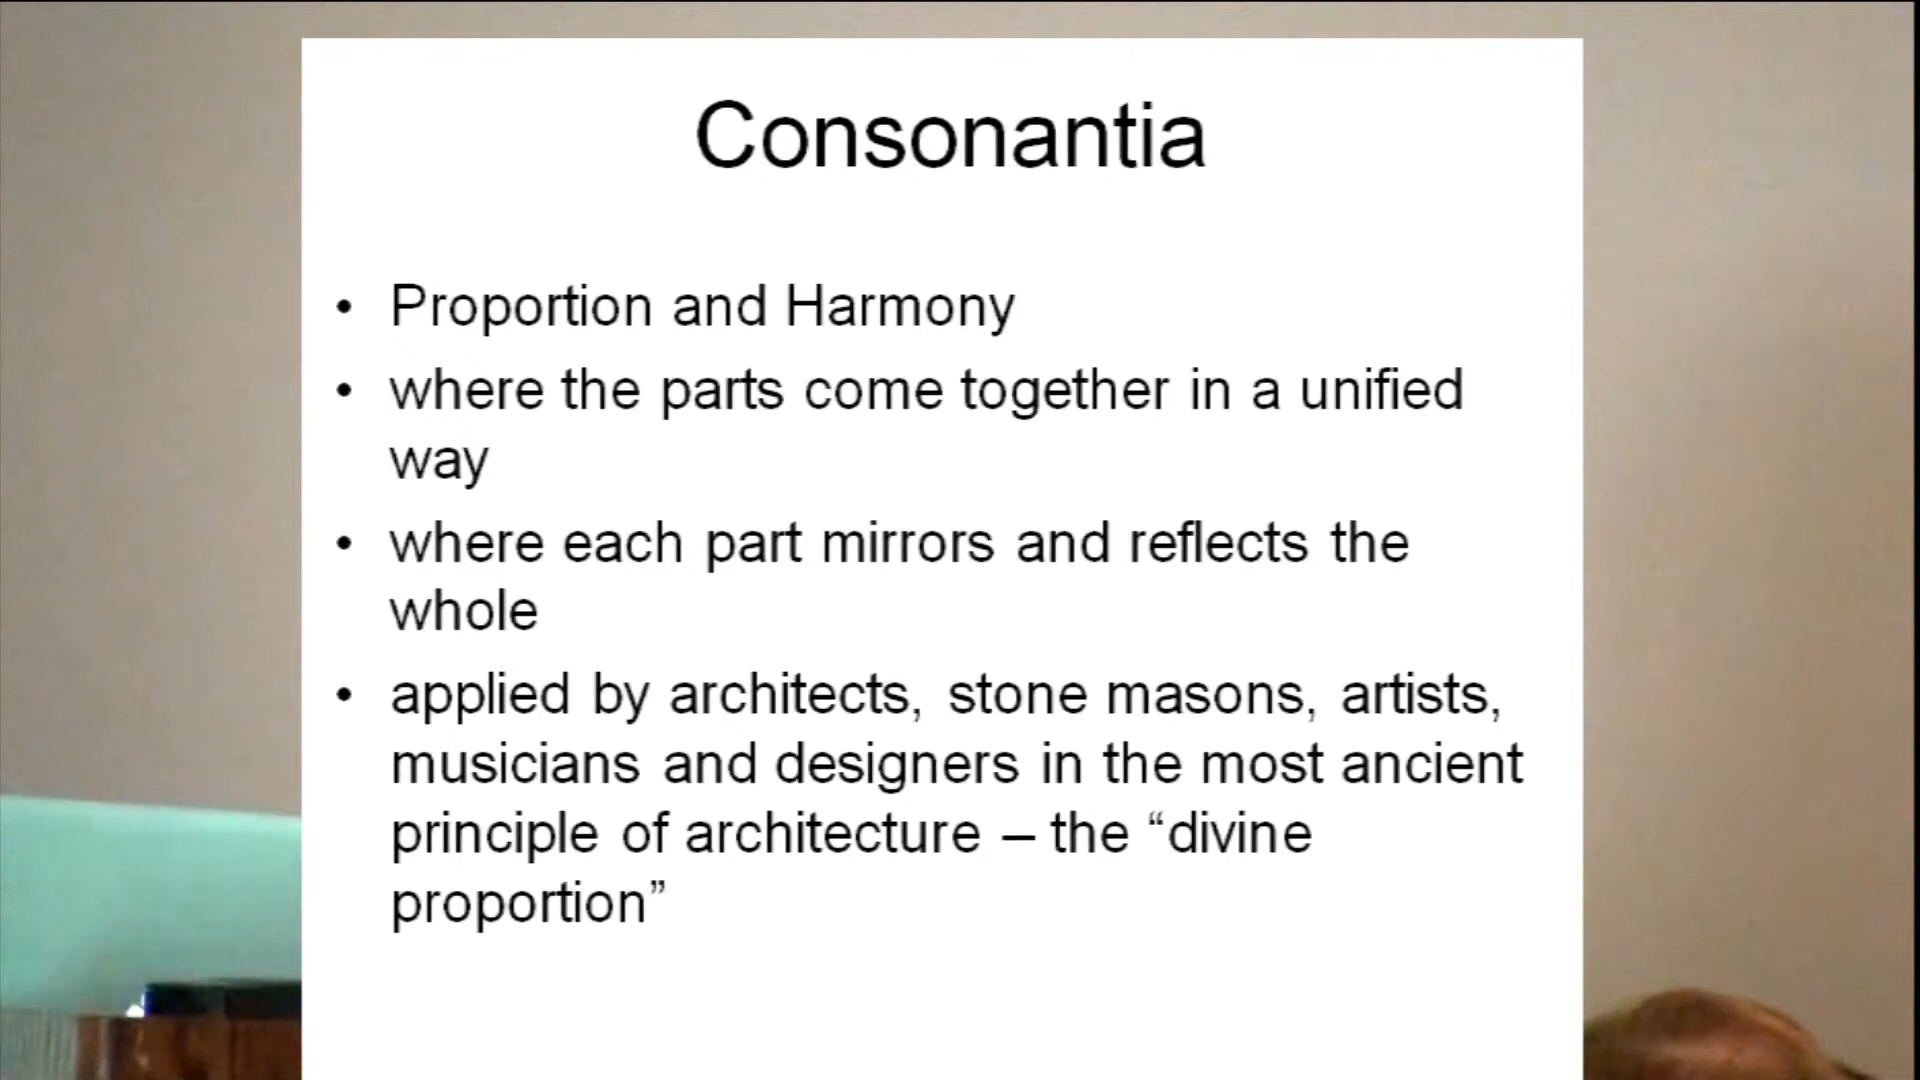 Consonantia
• Proportion and Harmony
• where the parts come together in a unified
way
• where each part mirrors and reflects the
whole
• applied by architects, stone masons, artists,
musicians and designers in the most ancient
principle of architecture – the “divine
proportion”